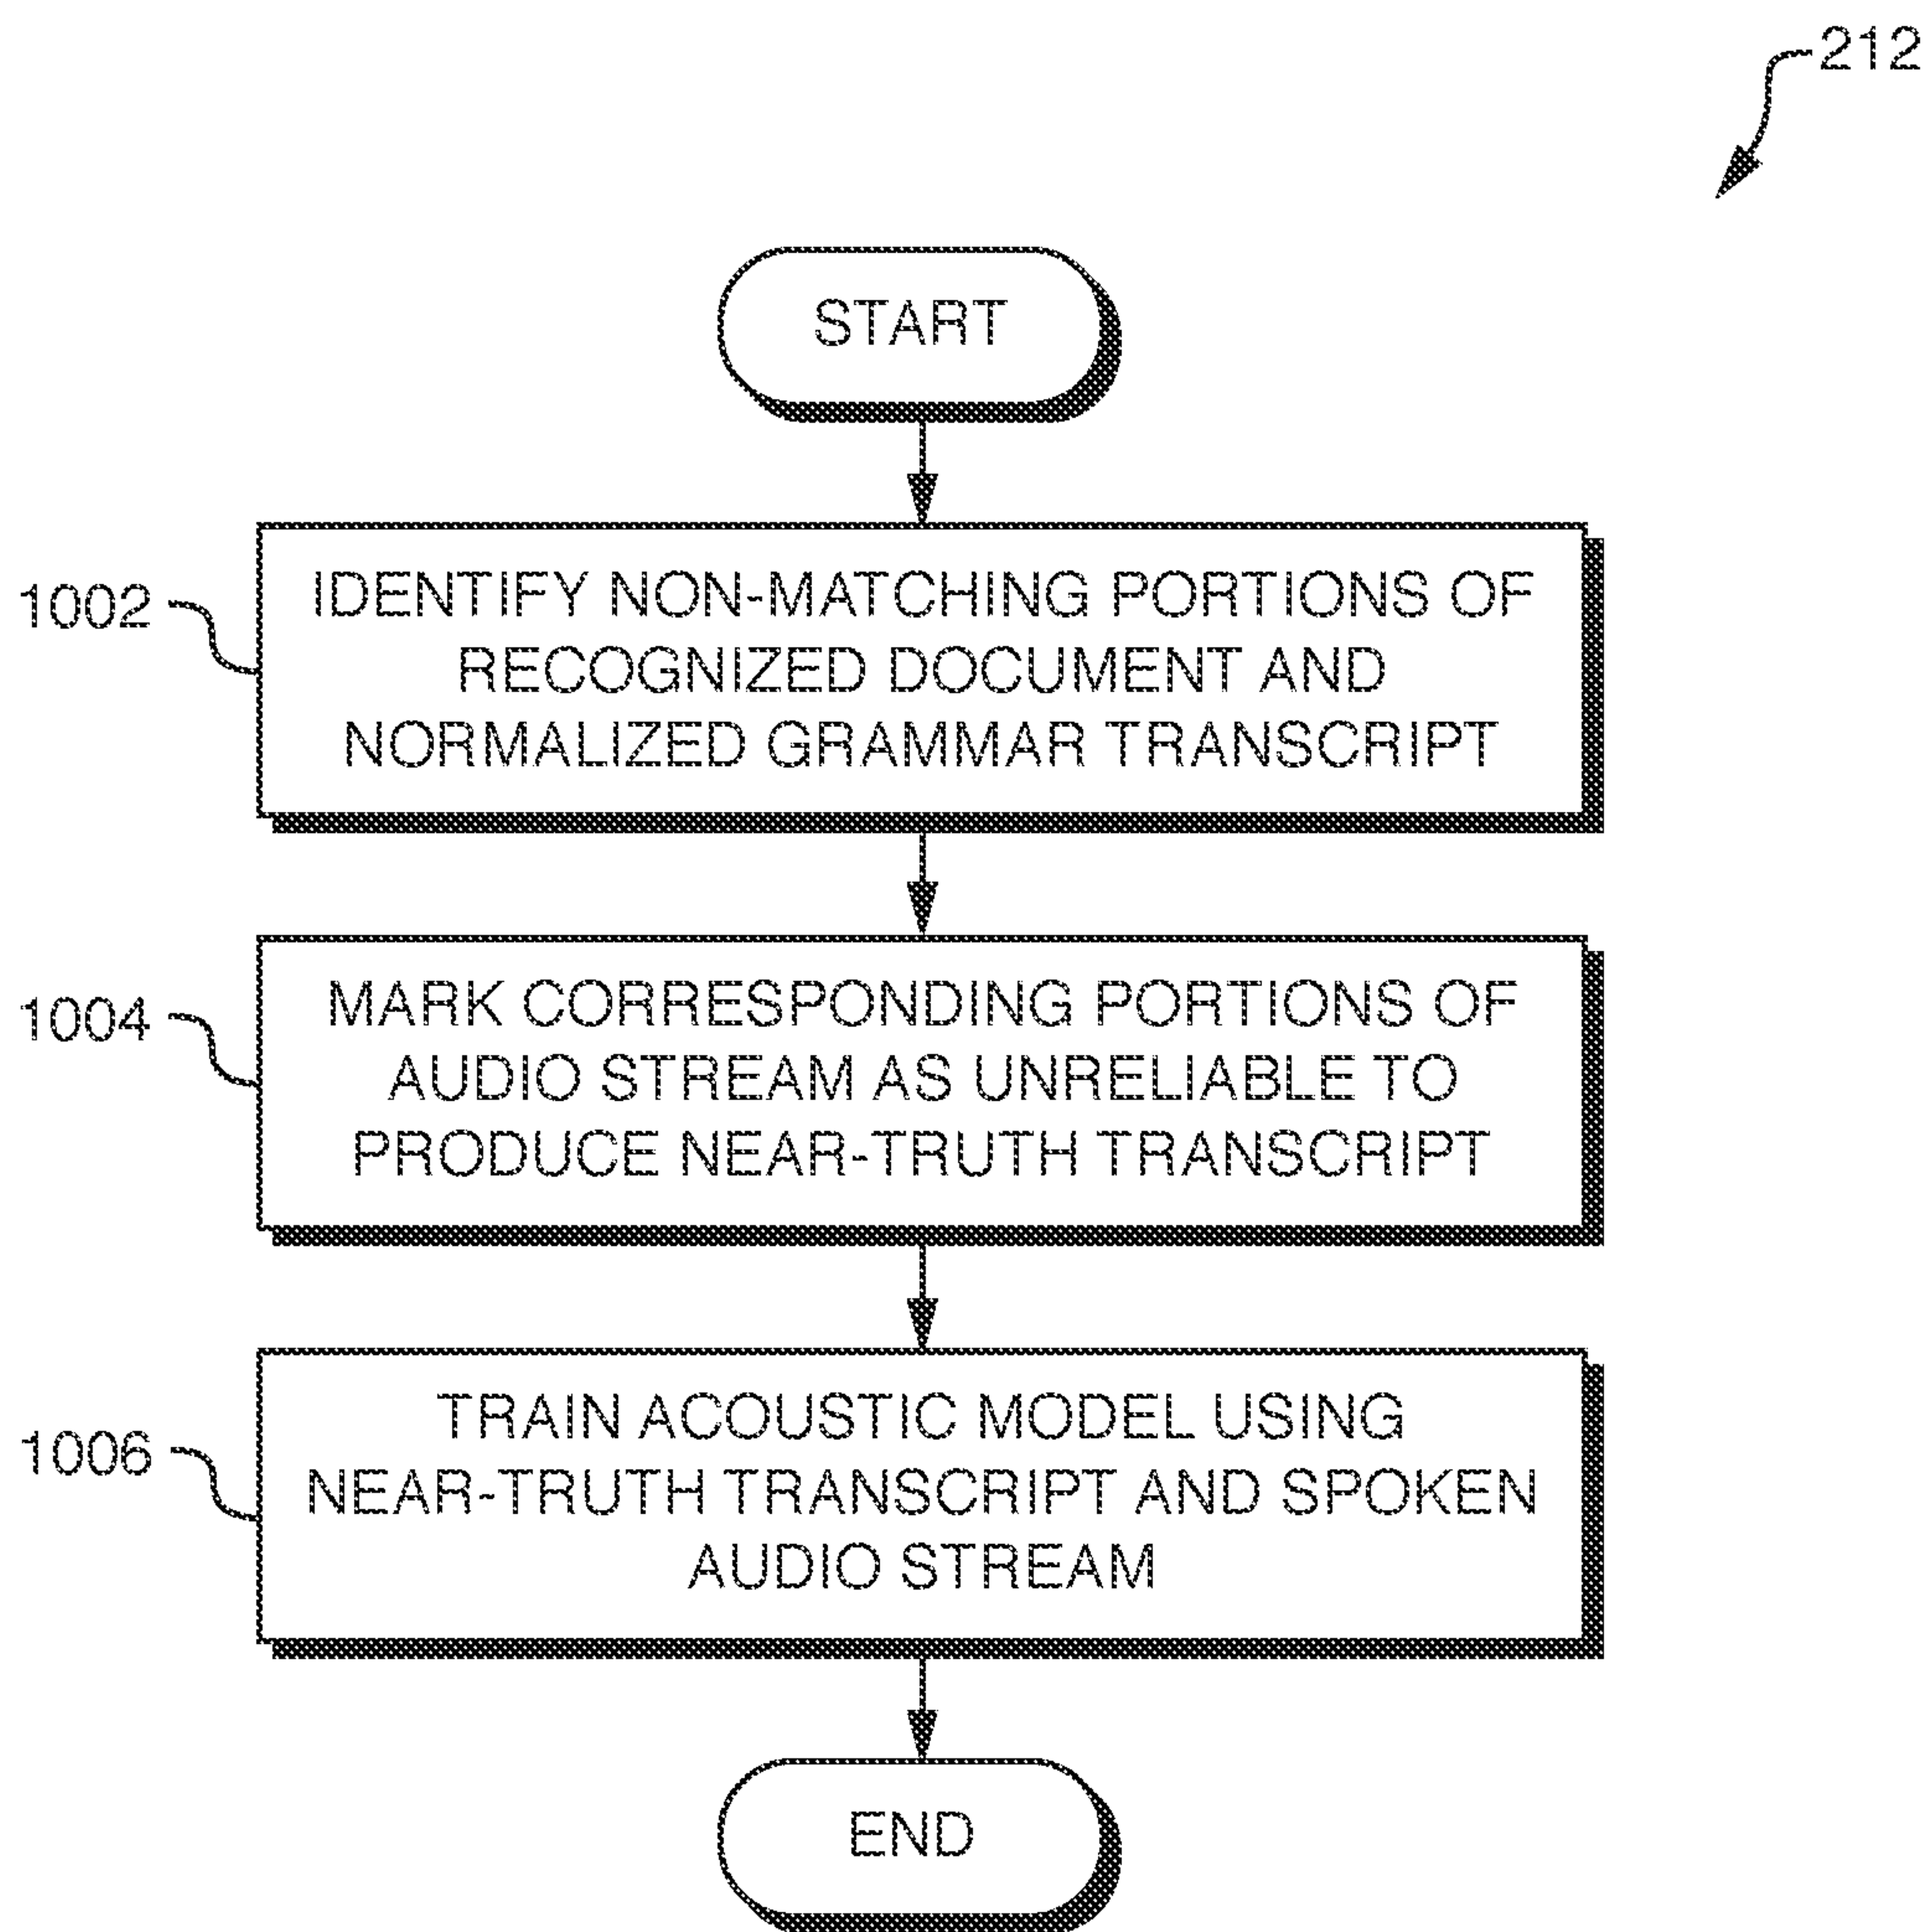 212
START
1002
IDENTIFY NON-MATCHING PORTIONS OF
RECOGNIZED DOCUMENT AND
NORMALIZED GRAMMAR TRANSCRIPT
1004
MARK CORRESPONDING PORTIONS OF
AUDIO STREAM AS UNRELIABLE TO
PRODUCE NEAR-TRUTH TRANSCRIPT
1006
TRAIN ACOUSTIC MODEL USING
NEAR-TRUTH TRANSCRIPT AND SPOKEN
AUDIO STREAM
END